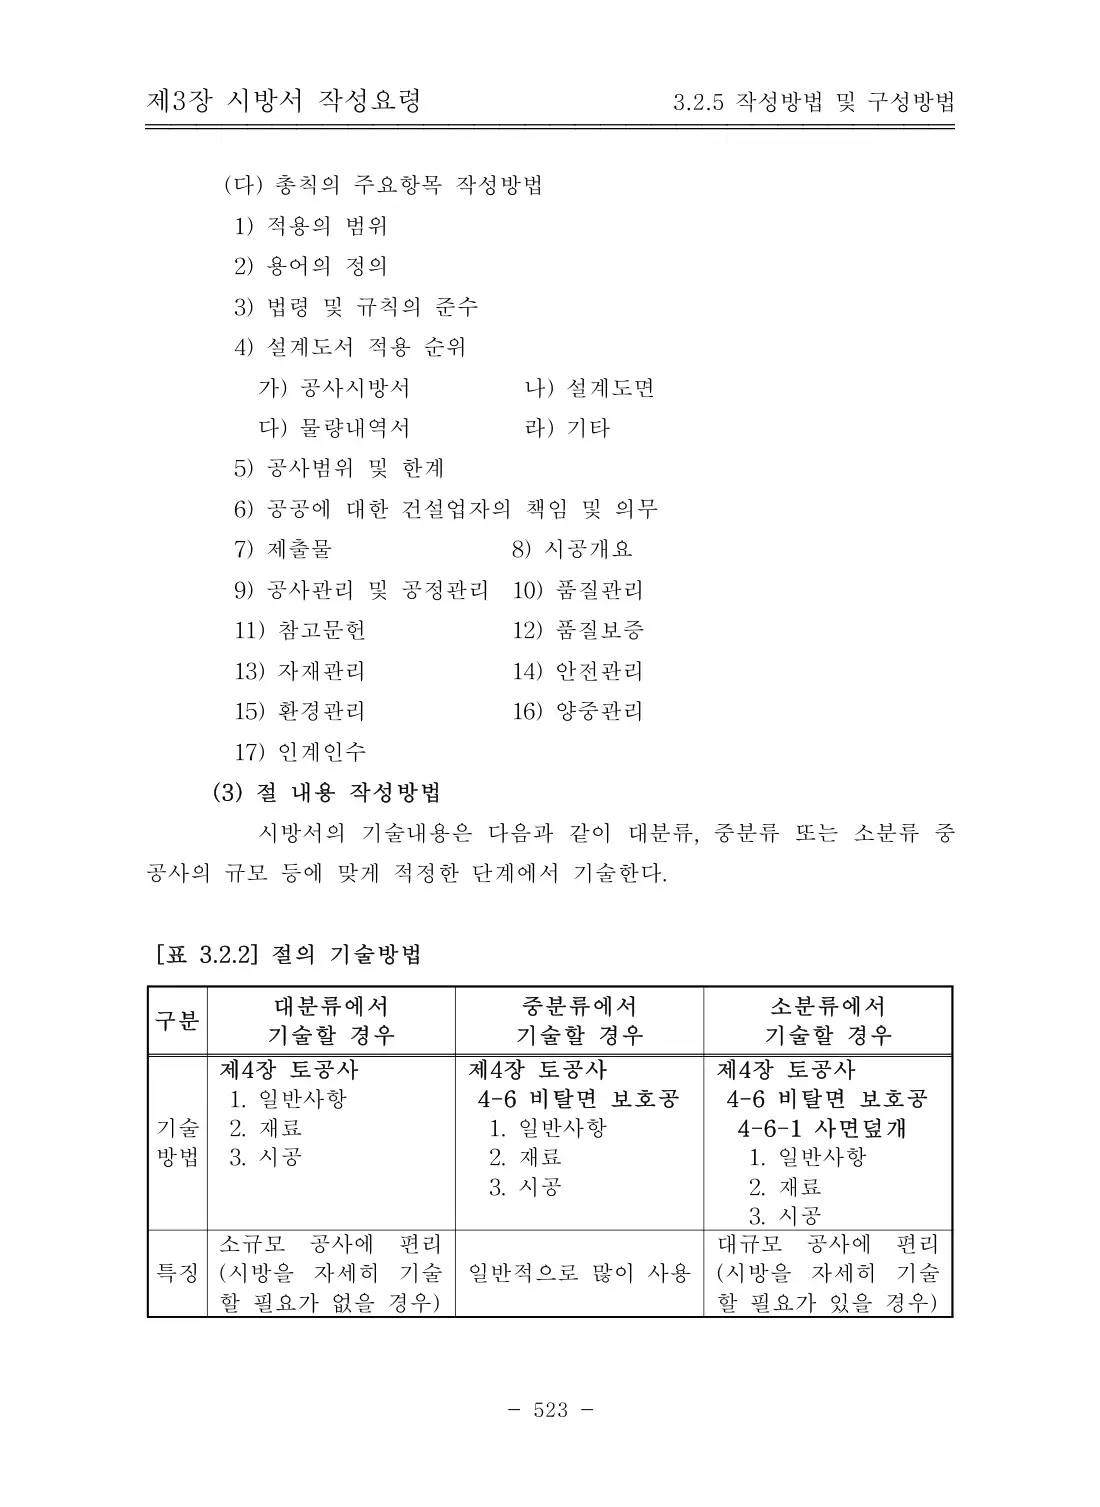 제3장 시방서 작성요령 3.2.5 작성방법 및 구성방법
(다) 총칙의 주요항목 작성방법
1) 적용의 범위
2) 용어의 정의
3) 법령 및 규칙의 준수
4) 설계도서 적용 순위
가) 공사시방서 나) 설계도면
다) 물량내역서 라) 기타
5) 공사범위 및 한계
6) 공공에 대한 건설업자의 책임 및 의무
7) 제출물 8) 시공개요
9) 공사관리 및 공정관리 10) 품질관리
11) 참고문헌 12) 품질보증
13) 자재관리 14) 안전관리
15) 환경관리 16) 양중관리
17) 인계인수
(3) 절 내용 작성방법
시방서의 기술내용은 다음과 같이 대분류, 중분류 또는 소분류 중
공사의 규모 등에 맞게 적정한 단계에서 기술한다.
[표 3.2.2] 절의 기술방법
구분
대분류에서
기술할 경우
중분류에서
기술할 경우
소분류에서
기술할 경우
기술
방법
제4장 토공사
1. 일반사항
2. 재료
3. 시공
제4장 토공사
4-6 비탈면 보호공
1. 일반사항
2. 재료
3. 시공
제4장 토공사
4-6 비탈면 보호공
4-6-1 사면덮개
1. 일반사항
2. 재료
3. 시공
특징
소규모 공사에 편리
(시방을 자세히 기술
할 필요가 없을 경우)
일반적으로 많이 사용
대규모 공사에 편리
(시방을 자세히 기술
할 필요가 있을 경우)
- 523 -